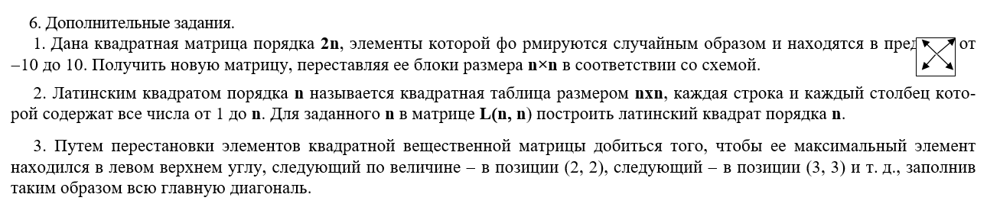 6. Дополнительные задания.
1. Дана квадратная матрица порядка 2n, элементы которой фо рмируются случайным образом и находятся в пред от
–10 до 10. Получить новую матрицу, переставляя ее блоки размера n×n в соответствии со схемой.
2. Латинским квадратом порядка n называется квадратная таблица размером nxn, каждая строка и каждый столбец кото-
рой содержат все числа от 1 до n. Для заданного n в матрице L(n, n) построить латинский квадрат порядка n.
3. Путем перестановки элементов квадратной вещественной матрицы добиться того, чтобы ее максимальный элемент
находился в левом верхнем углу, следующий по величине – в позиции (2, 2), следующий – в позиции (3, 3) и т. д., заполнив
таким образом всю главную диагональ.